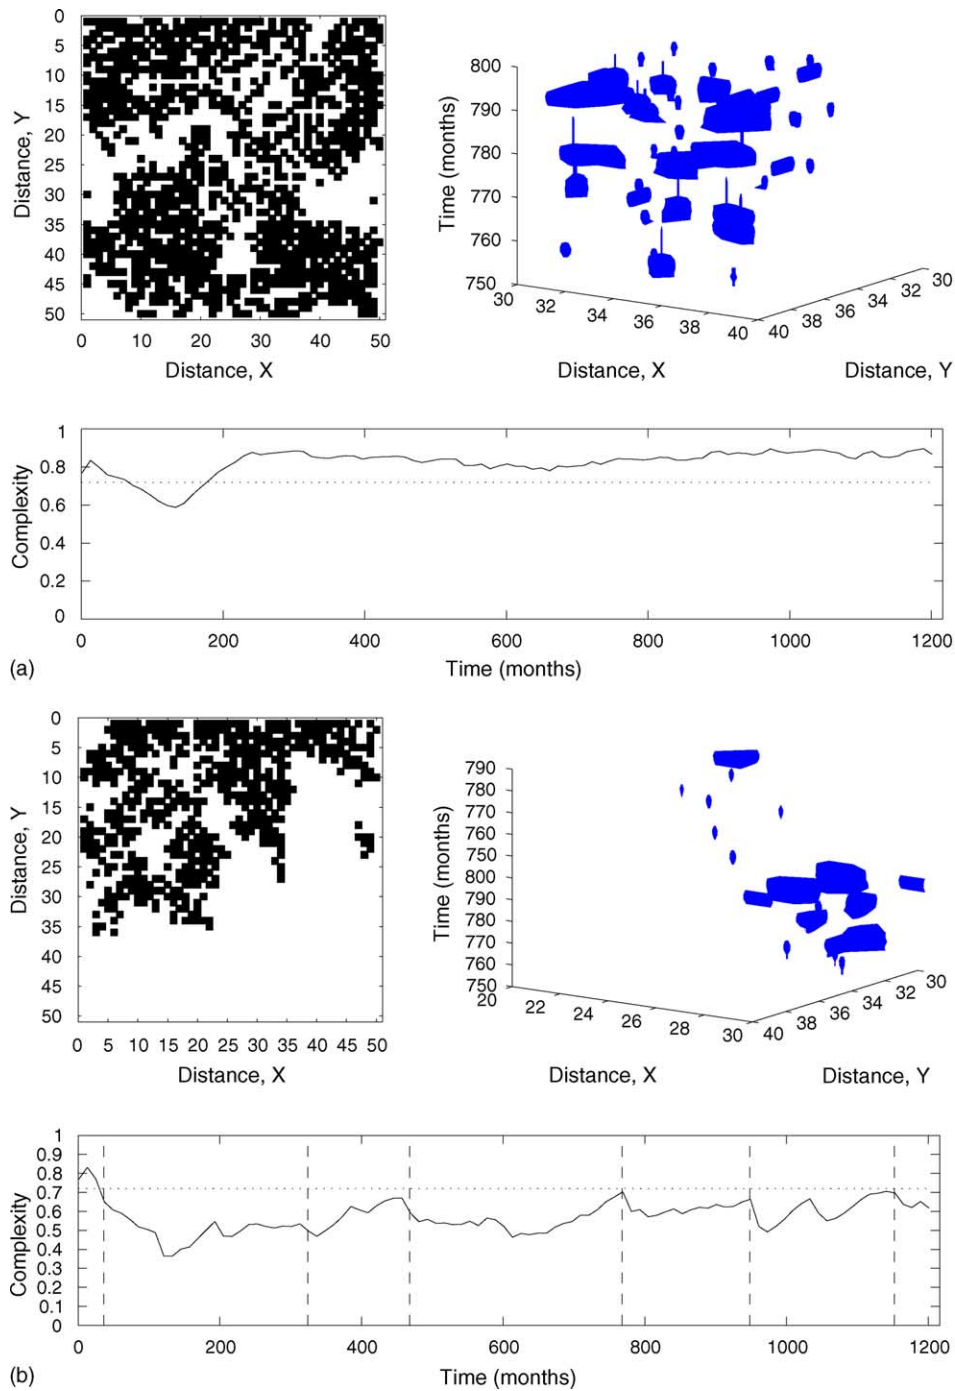 0
5
10
15
20
25
30
35
40
45
50
Distance, Y
0 10 20 30 40 50
Distance, X
800
790
780
770
760
750
Time (months)
30 32 34 36 38 40
Distance, X
40 38 36 34 32 30
Distance, Y
1
0.8
0.6
0.4
0.2
0
Complexity
0 200 400 600 800 1000 1200
Time (months)
(a)
0
5
10
15
20
25
30
35
40
45
50
Distance, Y
0 5 10 15 20 25 30 35 40 45 50
Distance, X
790
780
770
760
750
800
780
770
760
750
Time (months)
20 22 24 26 28 30
Distance, X
40 38 36 34 32 30
Distance, Y
1
0.9
0.8
0.7
0.6
0.5
0.4
0.3
0.2
0.1
0
Complexity
0 200 400 600 800 1000 1200
Time (months)
(b)